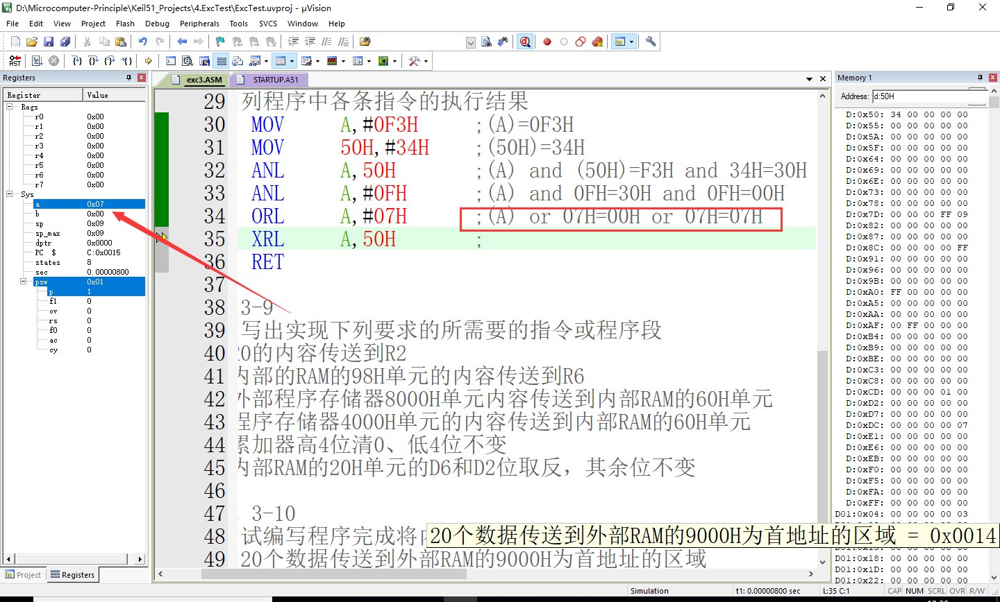 D:\Microcomputer-Principle\Keil51_Projects\4.ExcTest\ExcTest.uvproj - µVision
File Edit View Project Flash Debug Peripherals Tools SVCS Window Help
Registers
Register Value
Regs
r0 0x00
r1 0x00
r2 0x00
r3 0x00
r4 0x00
r5 0x00
r6 0x00
r7 0x00
Sys
a 0x07
b 0x00
sp 0x09
sp_max 0x09
dptr 0x0000
PC $ C:0x0015
states 8
sec 0.00000800
psw 0x01
p 1
f1 0
ov 0
rs 0
f0 0
ac 0
cy 0
Project Registers
exc3.ASM STARTUP.A51
29 列程序中各条指令的执行结果
30 MOV A,#0F3H ;(A)=0F3H
31 MOV 50H,#34H ;(50H)=34H
32 ANL A,50H ;(A) and (50H)=F3H and 34H=30H
33 ANL A,#0FH ;(A) and 0FH=30H and 0FH=00H
34 ORL A,#07H ;(A) or 07H=00H or 07H=07H
35 XRL A,50H ;
36 RET
37
38 3-9
39 写出实现下列要求的所需要的指令或程序段
40 R0的内容传送到R2
41 内部的RAM的98H单元的内容传送到R6
42 外部程序存储器8000H单元内容传送到内部RAM的60H单元
43 程序存储器4000H单元的内容传送到内部RAM的60H单元
44 累加器高4位清0、低4位不变
45 内部RAM的20H单元的D6和D2位取反，其余位不变
46
47 3-10
48 试编写程序完成将内
20个数据传送到外部RAM的9000H为首地址的区域 = 0x0014
49 20个数据传送到外部RAM的9000H为首地址的区域
Memory 1
Address: d:50H
D:0x50: 34 00 00 00 00
D:0x55: 00 00 00 00 00
D:0x5A: 00 00 00 00 00
D:0x5F: 00 00 00 00 00
D:0x64: 00 00 00 00 00
D:0x69: 00 00 00 00 00
D:0x6E: 00 00 00 00 00
D:0x73: 00 00 00 00 00
D:0x78: 00 00 00 00 00
D:0x7D: 00 00 00 FF 09
D:0x82: 00 00 00 00 00
D:0x87: 00 00 00 00 00
D:0x8C: 00 00 00 00 FF
D:0x91: 00 00 00 00 00
D:0x96: 00 00 00 00 00
D:0x9B: 00 00 00 00 00
D:0xA0: FF 00 00 00 00
D:0xA5: 00 00 00 00 00
D:0xAA: 00 00 00 00 00
D:0xAF: 00 FF 00 00 00
D:0xB4: 00 00 00 00 00
D:0xB9: 00 00 00 00 00
D:0xBE: 00 00 00 00 00
D:0xC3: 00 00 00 00 00
D:0xC8: 00 00 00 00 00
D:0xCD: 00 00 00 01 00
D:0xD2: 00 00 00 00 00
D:0xD7: 00 00 00 00 00
D:0xDC: 00 00 00 00 07
D:0xE1: 00 00 00 00 00
D:0xE6: 00 00 00 00 00
D:0xEB: 00 00 00 00 00
D:0xF0: 00 00 00 00 00
D:0xF5: 00 00 00 00 00
D:0xFA: 00 00 00 00 00
D:0xFF: 00 00 00 00 00
D01:0x04: 00 00 00 00 03
D01:0x18: 00 00 00 00 00
D01:0x1D: 00 00 00 00 00
D01:0x22: 00 00 00 00 00
Simulation t1: 0.00000800 sec L:35 C:1 CAP NUM SCRL OVR R/W